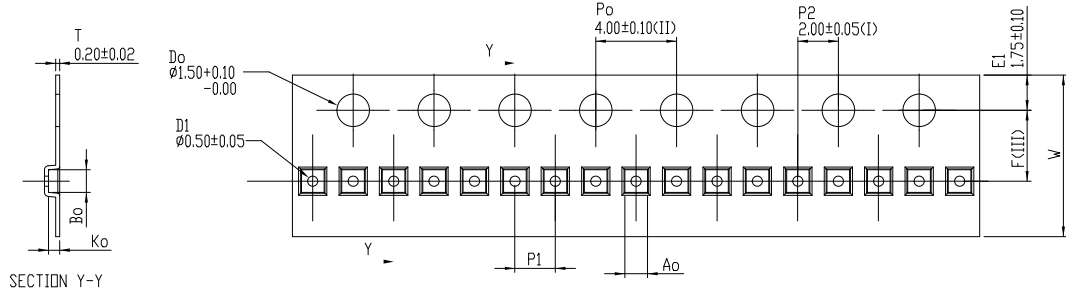 T
0.20±0.02
Do
ø1.50+0.10
-0.00
D1
ø0.50±0.05
Y
Po
4.00±0.10(II)
P2
2.00±0.05(I)
E1
1.75±0.10
F(III)
W
Bo
Ko
SECTION Y-Y
Y
P1
Ao